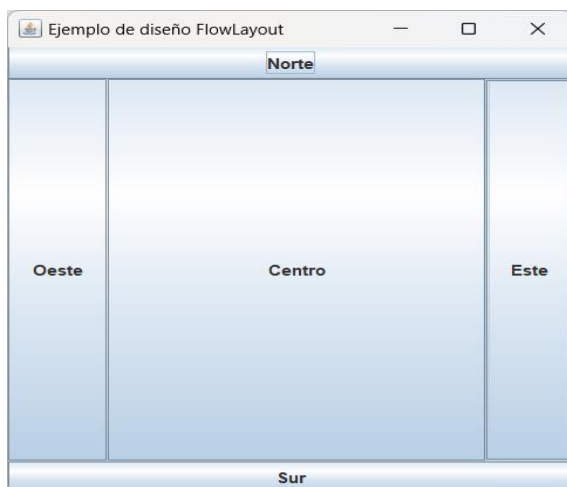 Ejemplo de diseño FlowLayout
Norte
Oeste
Centro
Este
Sur